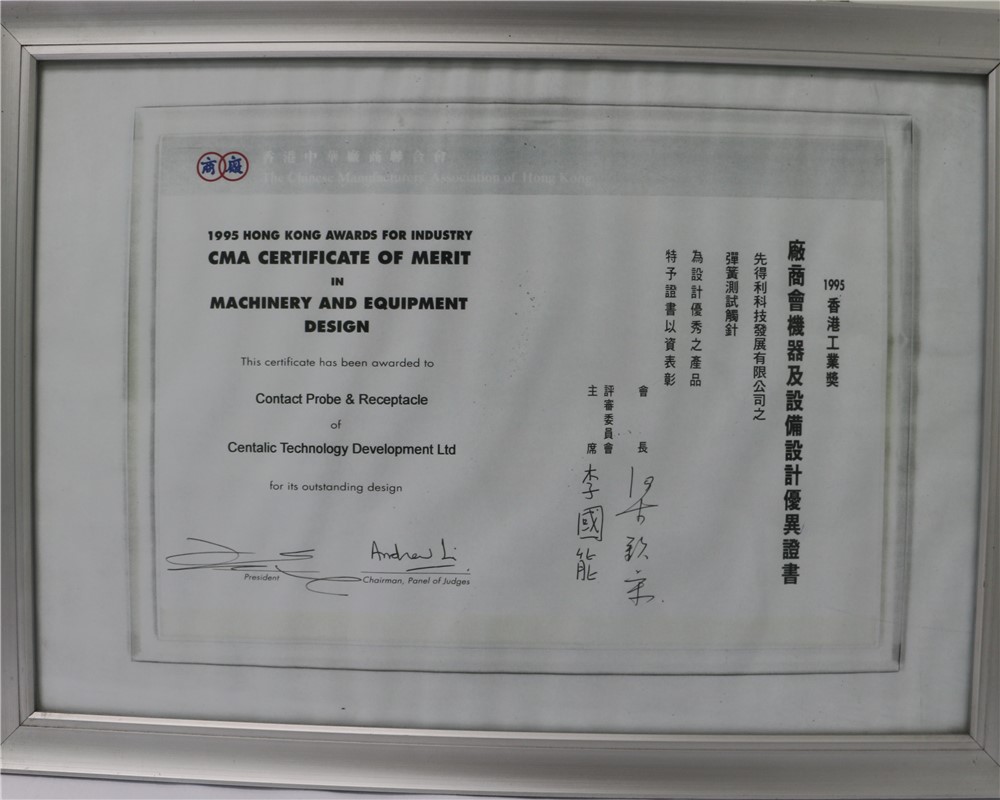 商廠
香港中華廠商聯合會
The Chinese Manufacturers' Association of Hong Kong
1995 HONG KONG AWARDS FOR INDUSTRY
CMA CERTIFICATE OF MERIT
IN
MACHINERY AND EQUIPMENT
DESIGN
This certificate has been awarded to
Contact Probe & Receptacle
of
Centalic Technology Development Ltd
for its outstanding design
Andrew Li
President
Chairman, Panel of Judges
1995 香港工業獎
廠商會機器及設備設計優異證書
先得利科技發展有限公司之
彈簧測試觸針
為設計優秀之產品
特予證書以資表彰
會長
評審委員會
主席
李國能